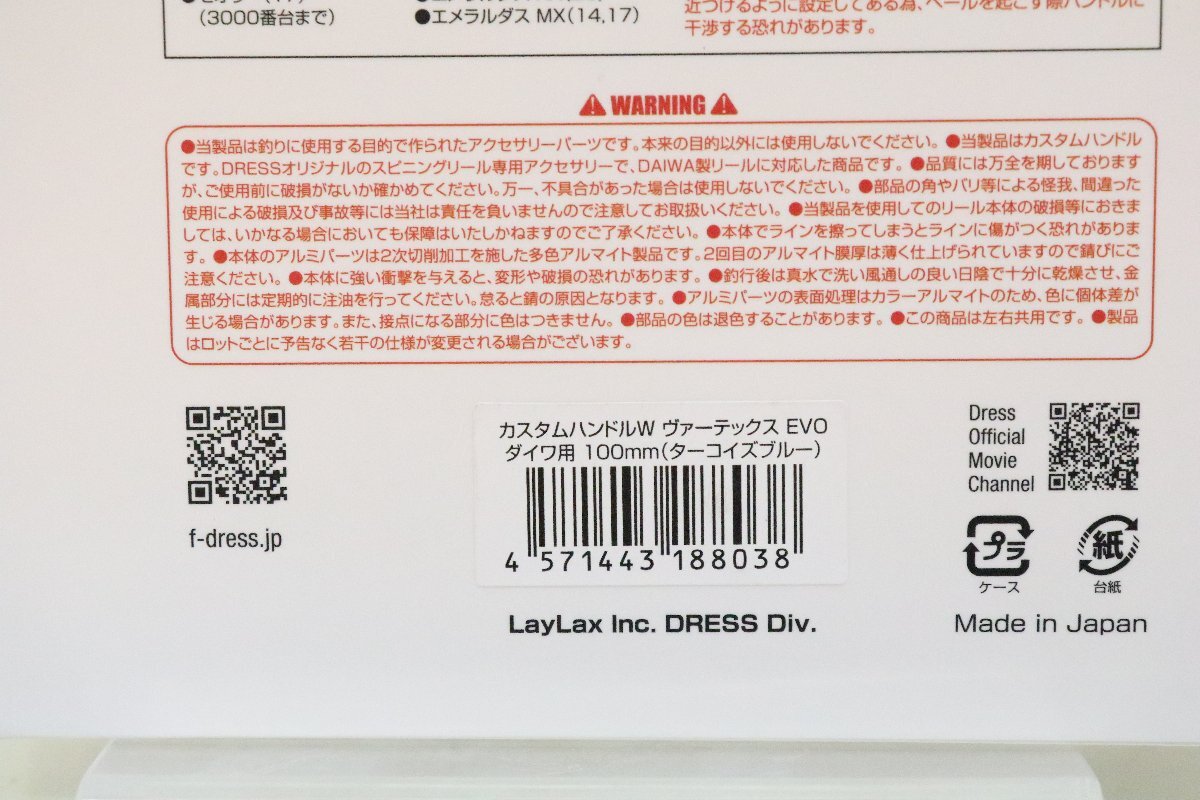 (3000番台まで)
●エメラルダス MX(14,17)
近づけるように設定してある為、ベールを起こす際ハンドルに
干渉する恐れがあります。
WARNING
●当製品は釣りに使用する目的で作られたアクセサリーパーツです。本来の目的以外には使用しないでください。●当製品はカスタムハンドル
です。DRESSオリジナルのスピニングリール専用アクセサリーで、DAIWA製リールに対応した商品です。●品質には万全を期しております
が、ご使用前に破損がないか確かめてください。万一、不具合があった場合は使用しないでください。●部品の角やバリ等による怪我、間違った
使用による破損及び事故等には当社は責任を負いませんので注意してお取扱いください。●当製品を使用してのリール本体の破損等におきま
しては、いかなる場合においても保障はいたしかねますのでご了承ください。●本体でラインを擦ってしまうとラインに傷がつく恐れがありま
す。●本体のアルミパーツは2次切削加工を施した多色アルマイト製品です。2回目のアルマイト膜厚は薄く仕上げられていますので錆びにご
注意ください。●本体に強い衝撃を与えると、変形や破損の恐れがあります。●釣行後は真水で洗い風通しの良い日陰で十分に乾燥させ、金
属部分には定期的に注油を行ってください。怠ると錆の原因となります。●アルミパーツの表面処理はカラーアルマイトのため、色に個体差が
生じる場合があります。また、接点になる部分に色はつきません。●部品の色は退色することがあります。●この商品は左右共用です。●製品
はロットごとに予告なく若干の仕様が変更される場合がございます。
f-dress.jp
カスタムハンドルW ヴァーテックス EVO
ダイワ用 100mm(ターコイズブルー)
4 571443 188038
LayLax Inc. DRESS Div.
Dress
Official
Movie
Channel
プラ
ケース
紙
台紙
Made in Japan